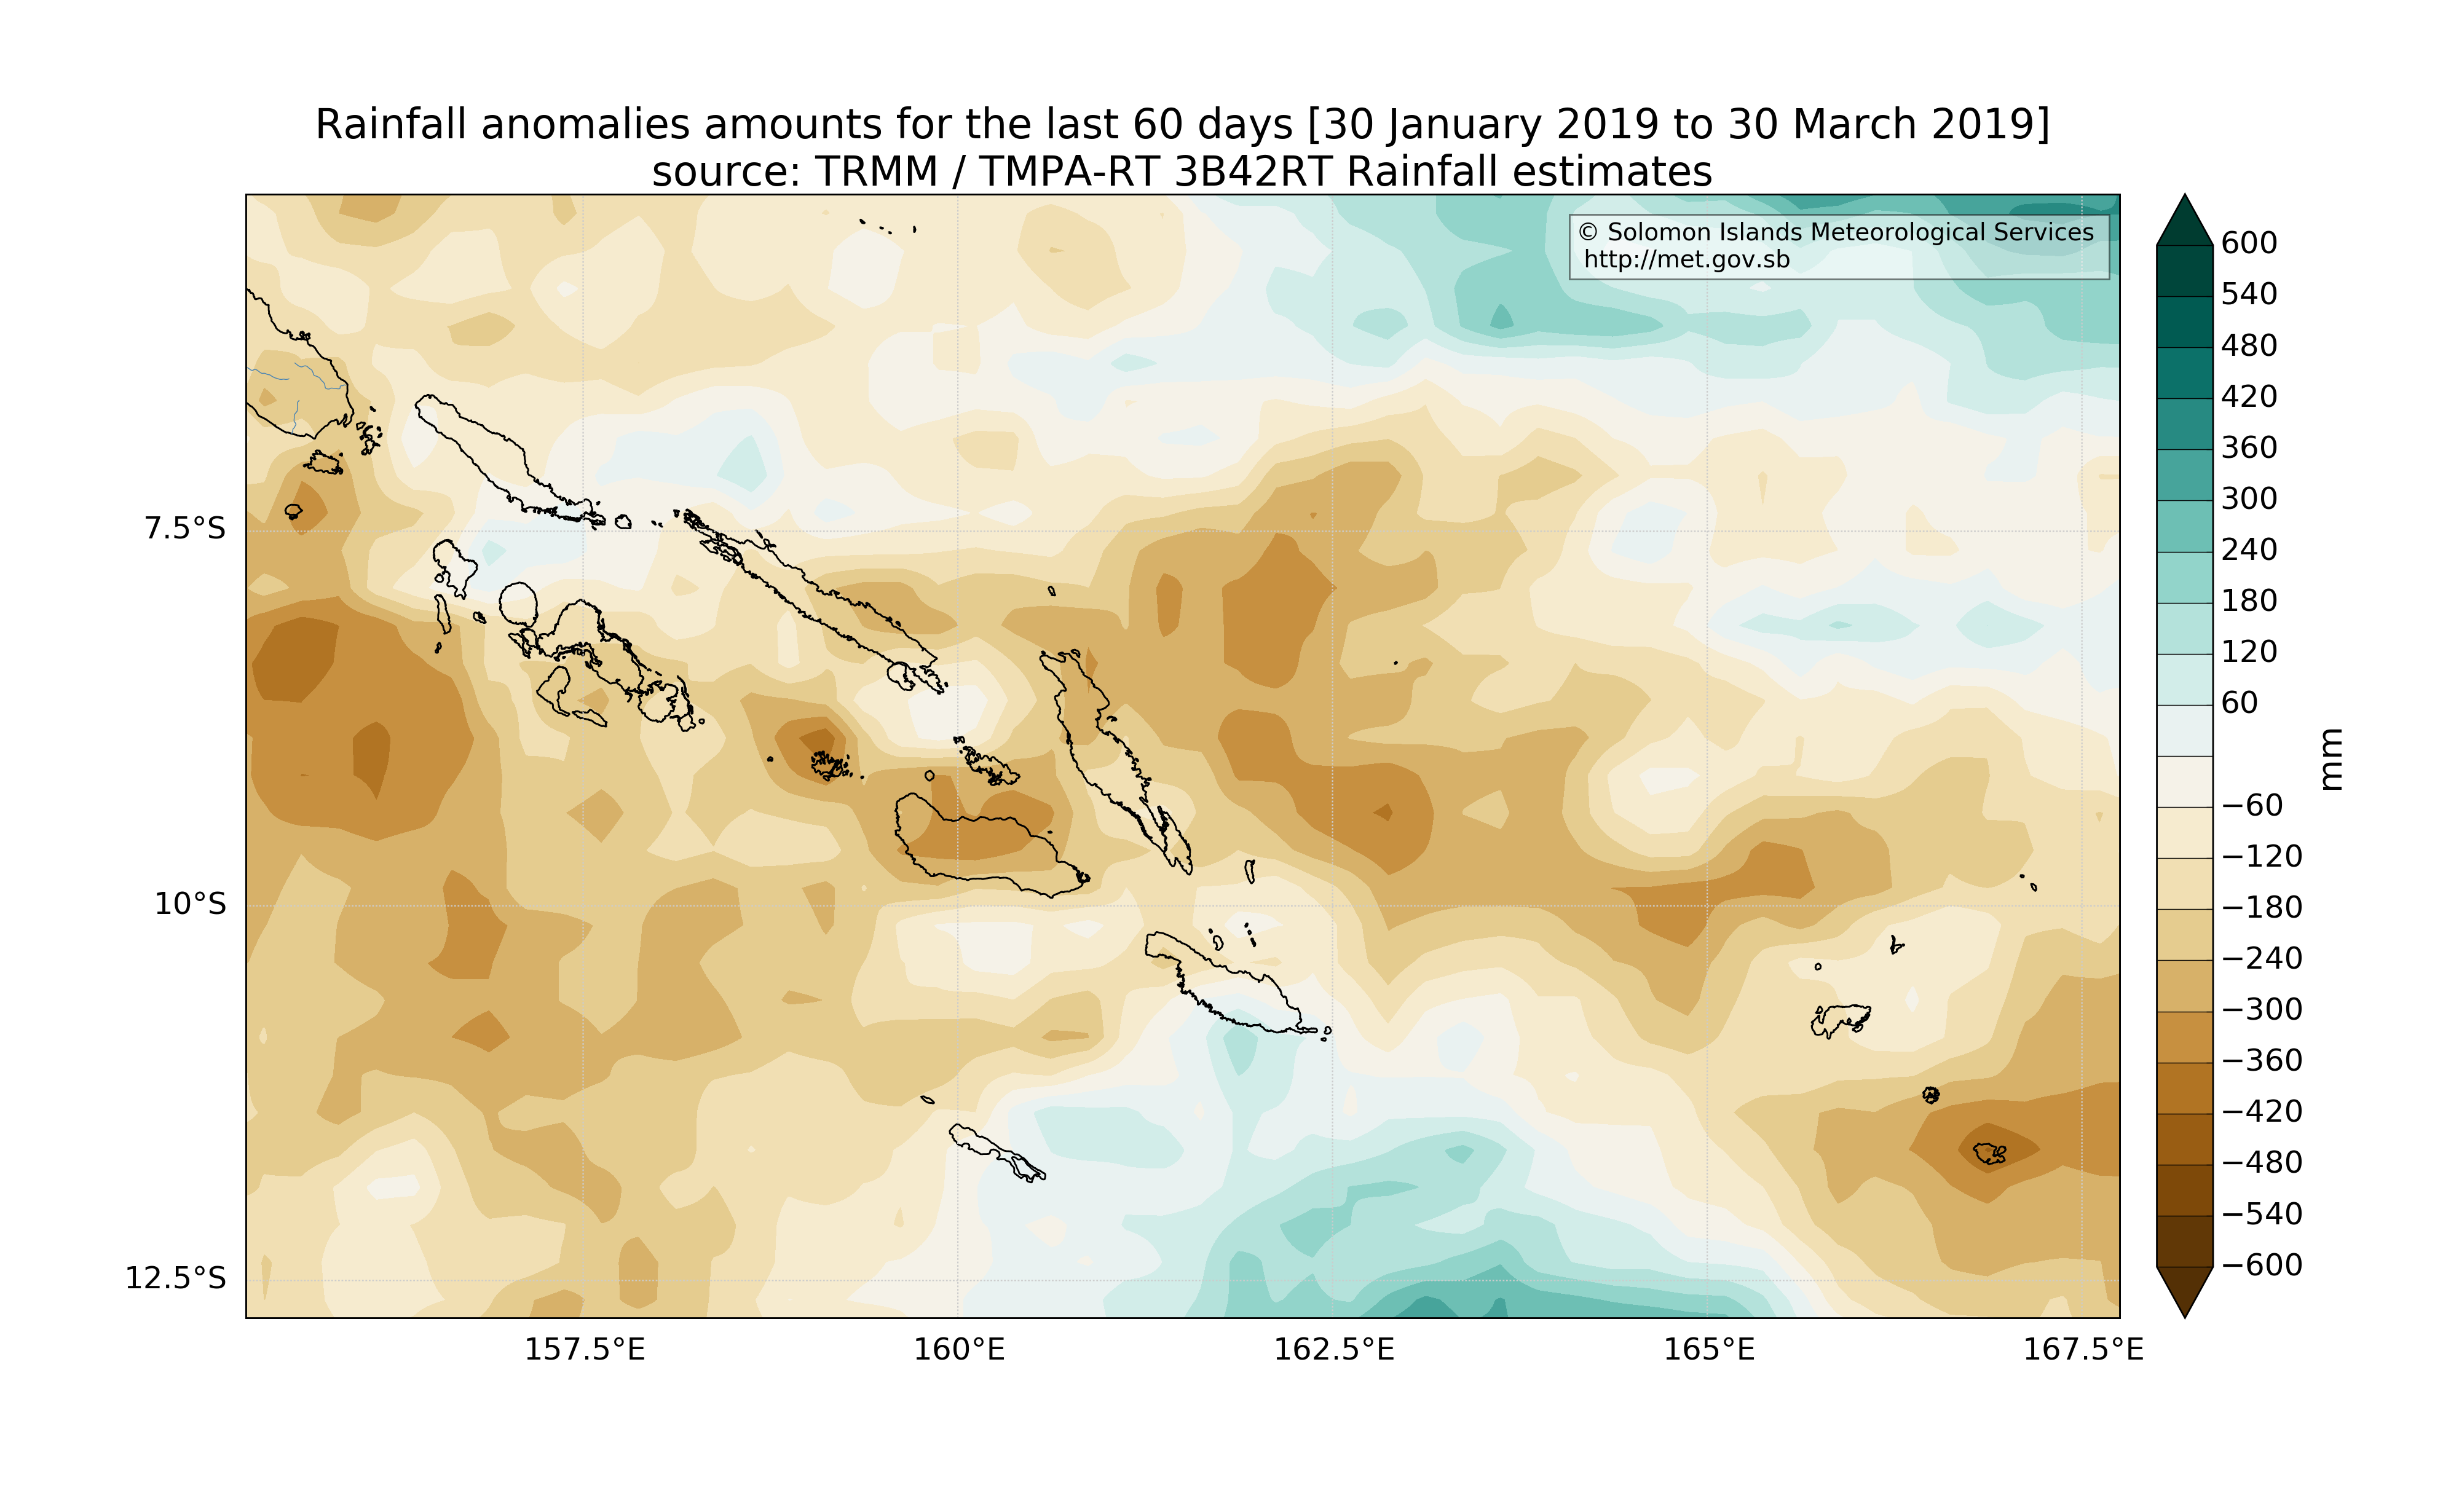 Rainfall anomalies amounts for the last 60 days [30 January 2019 to 30 March 2019]
source: TRMM / TMPA-RT 3B42RT Rainfall estimates
© Solomon Islands Meteorological Services
http://met.gov.sb
7.5°S
10°S
12.5°S
157.5°E
160°E
162.5°E
165°E
167.5°E
600
540
480
420
360
300
240
180
120
60
−60
−120
−180
−240
−300
−360
−420
−480
−540
−600
mm